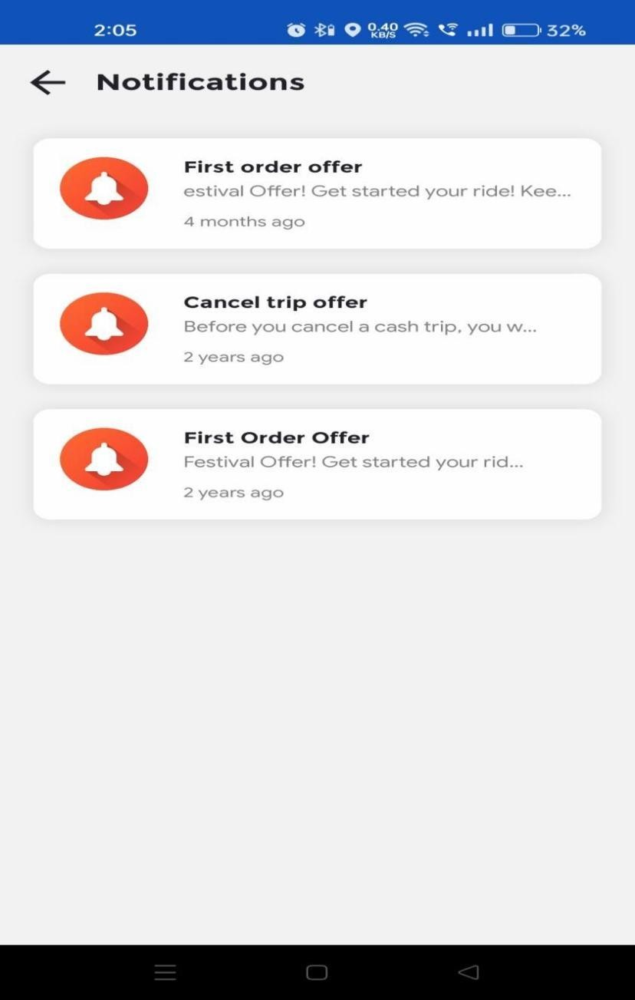 2:05 0.40 KB/S 32%
Notifications
First order offer
estival Offer! Get started your ride! Kee...
4 months ago
Cancel trip offer
Before you cancel a cash trip, you w...
2 years ago
First Order Offer
Festival Offer! Get started your rid...
2 years ago